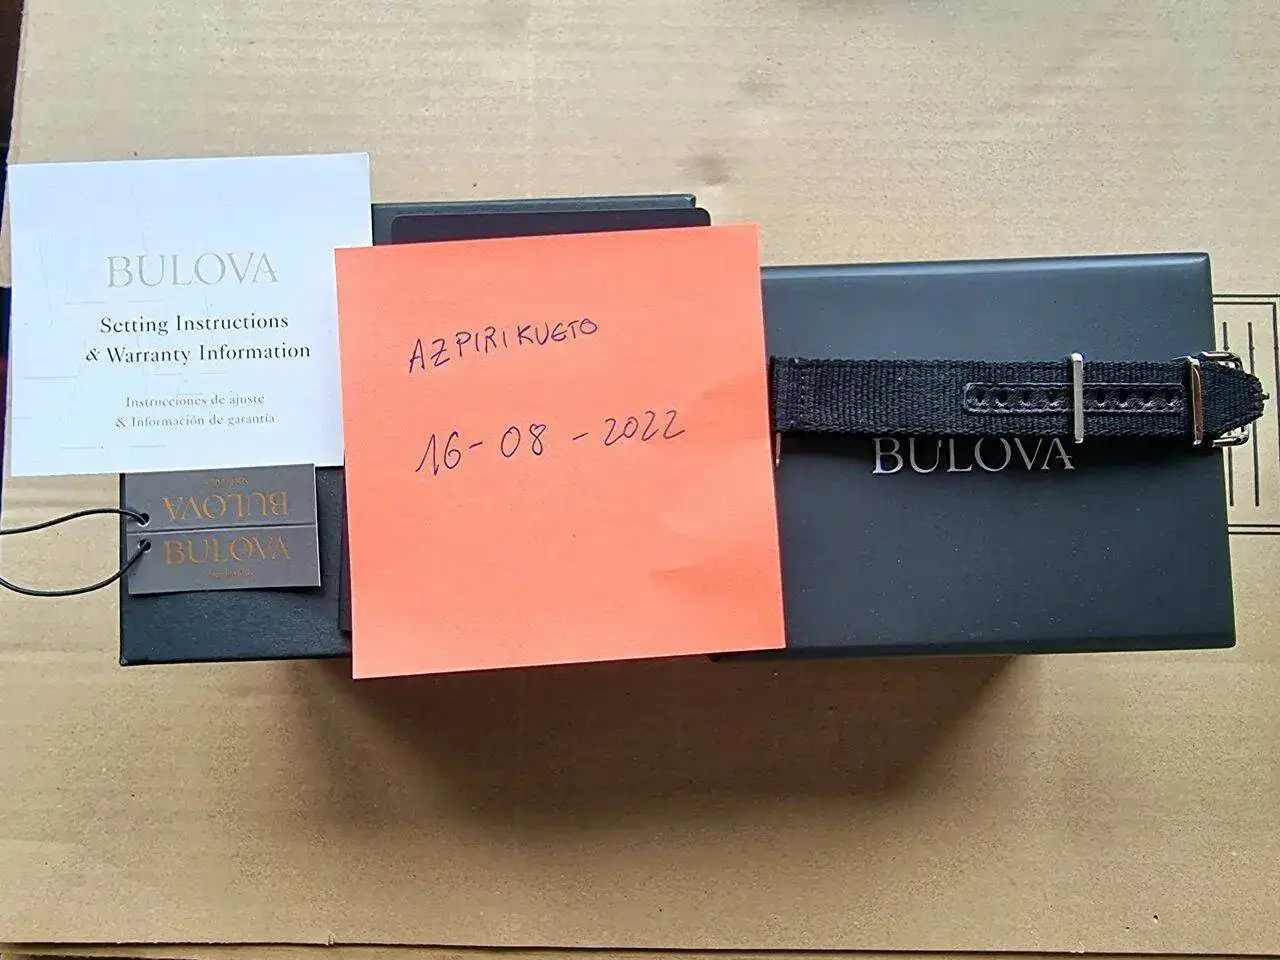 BULOVA
Setting Instructions
& Warranty Information
Instrucciones de ajuste
& Información de garantía
AZPIRIKUETO
16-08-2022
BULOVA
BULOVA
BULOVA